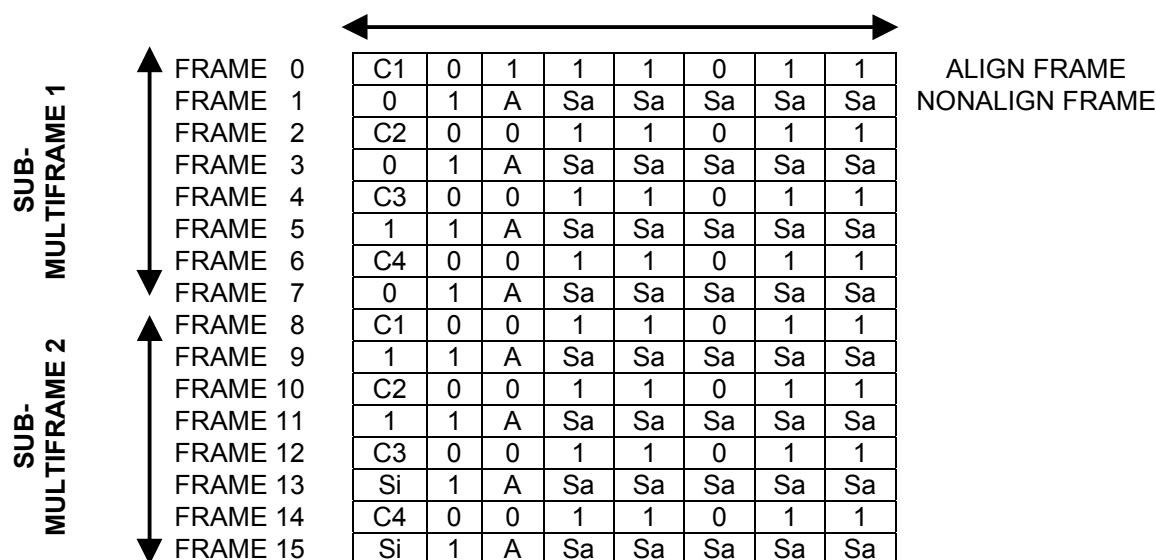 SUB-
MULTIFRAME 1
FRAME 0 C1 0 1 1 1 0 1 1 ALIGN FRAME
FRAME 1 0 1 A Sa Sa Sa Sa Sa NONALIGN FRAME
FRAME 2 C2 0 0 1 1 0 1 1
FRAME 3 0 1 A Sa Sa Sa Sa Sa
FRAME 4 C3 0 0 1 1 0 1 1
FRAME 5 1 1 A Sa Sa Sa Sa Sa
FRAME 6 C4 0 0 1 1 0 1 1
FRAME 7 0 1 A Sa Sa Sa Sa Sa
SUB-
MULTIFRAME 2
FRAME 8 C1 0 0 1 1 0 1 1
FRAME 9 1 1 A Sa Sa Sa Sa Sa
FRAME 10 C2 0 0 1 1 0 1 1
FRAME 11 1 1 A Sa Sa Sa Sa Sa
FRAME 12 C3 0 0 1 1 0 1 1
FRAME 13 Si 1 A Sa Sa Sa Sa Sa
FRAME 14 C4 0 0 1 1 0 1 1
FRAME 15 Si 1 A Sa Sa Sa Sa Sa